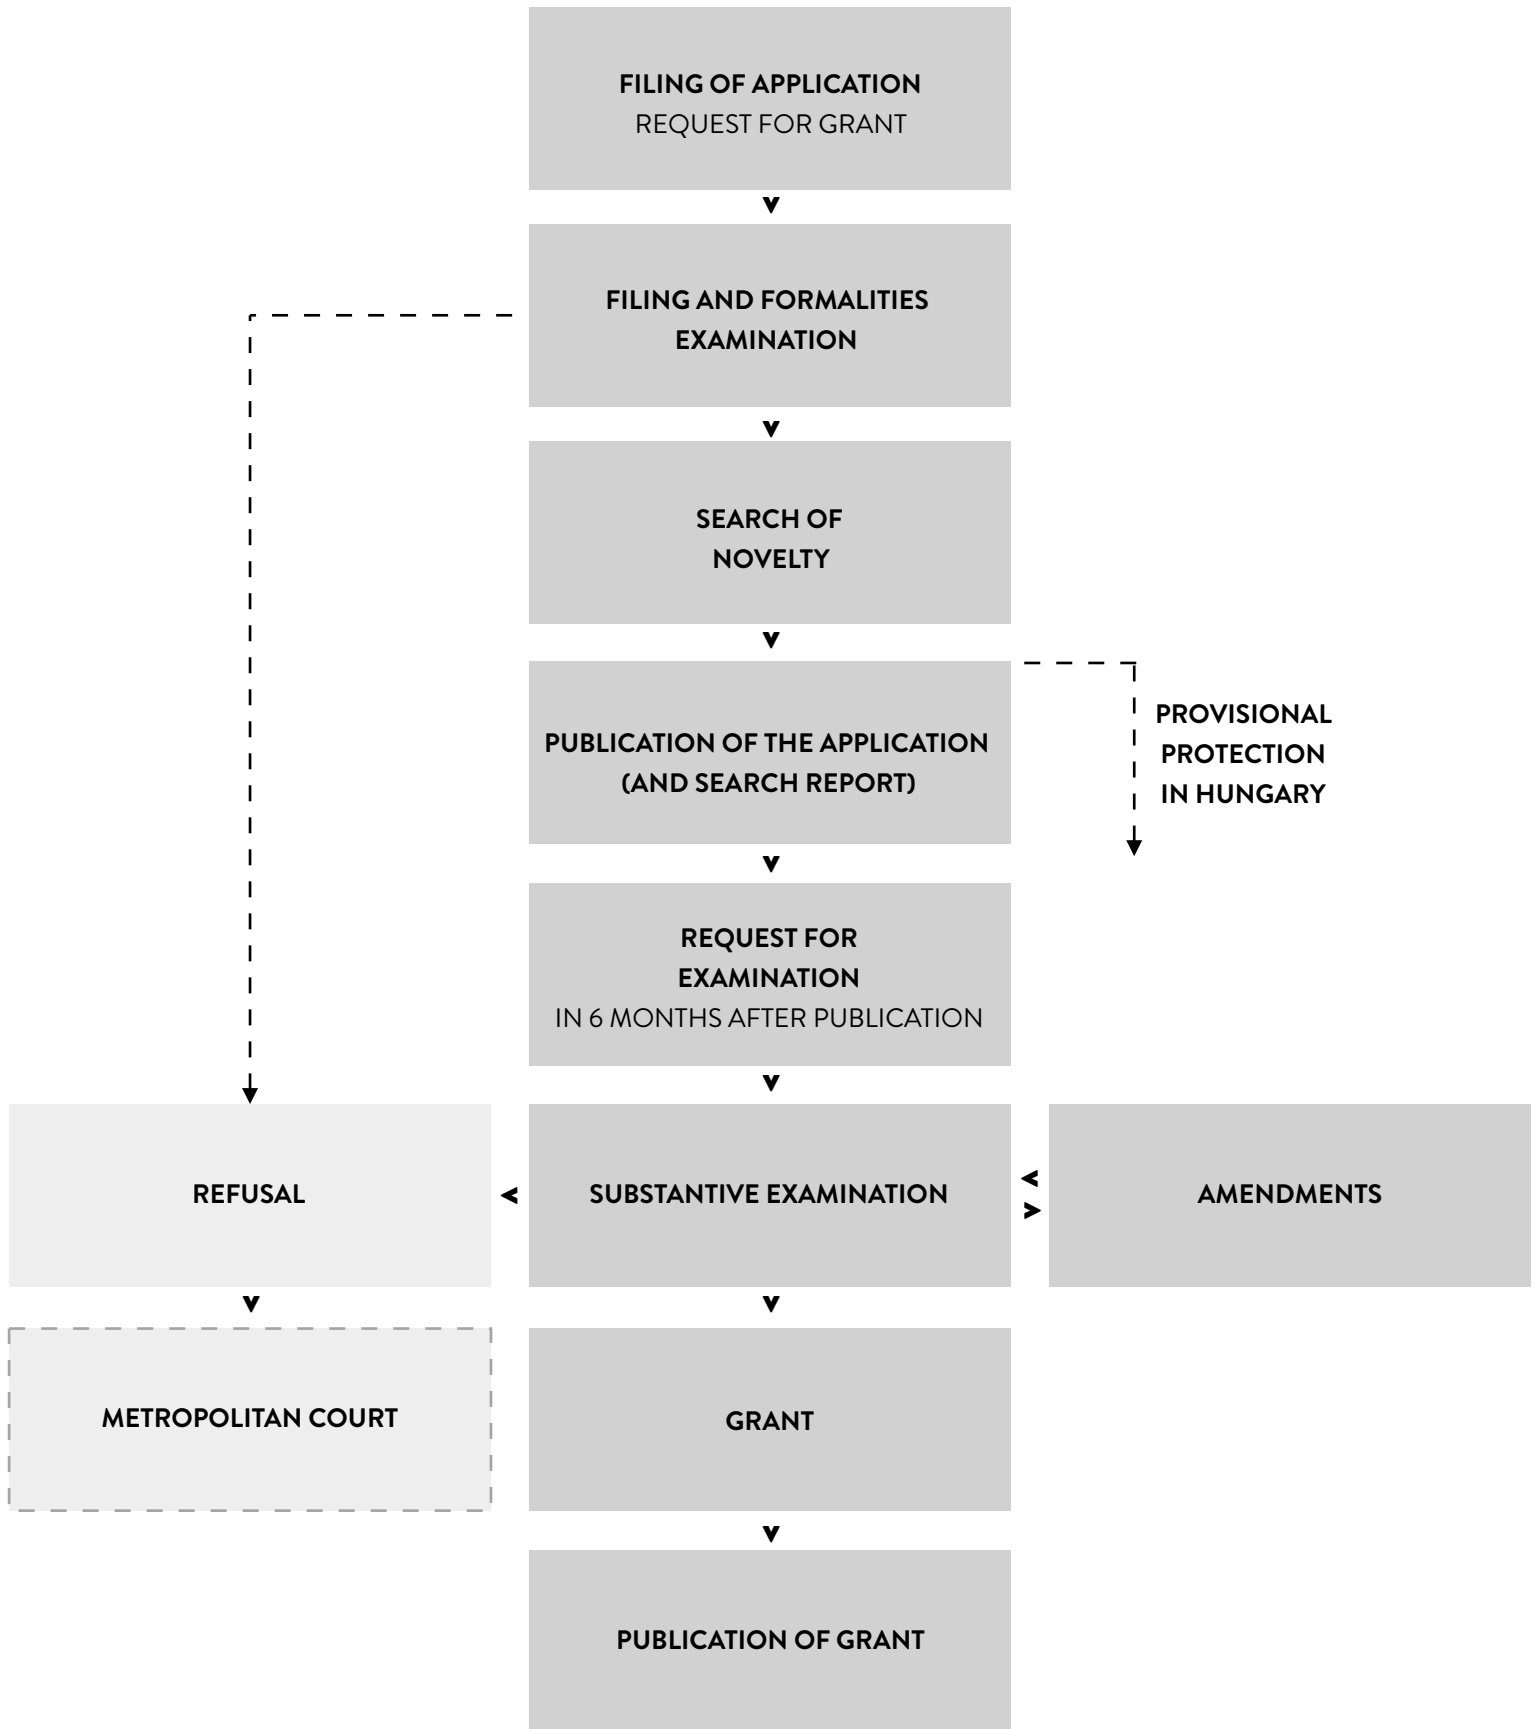 FILING OF APPLICATION
REQUEST FOR GRANT
FILING AND FORMALITIES
EXAMINATION
SEARCH OF
NOVELTY
PUBLICATION OF THE APPLICATION
(AND SEARCH REPORT)
PROVISIONAL
PROTECTION
IN HUNGARY
REQUEST FOR
EXAMINATION
IN 6 MONTHS AFTER PUBLICATION
REFUSAL
SUBSTANTIVE EXAMINATION
AMENDMENTS
METROPOLITAN COURT
GRANT
PUBLICATION OF GRANT